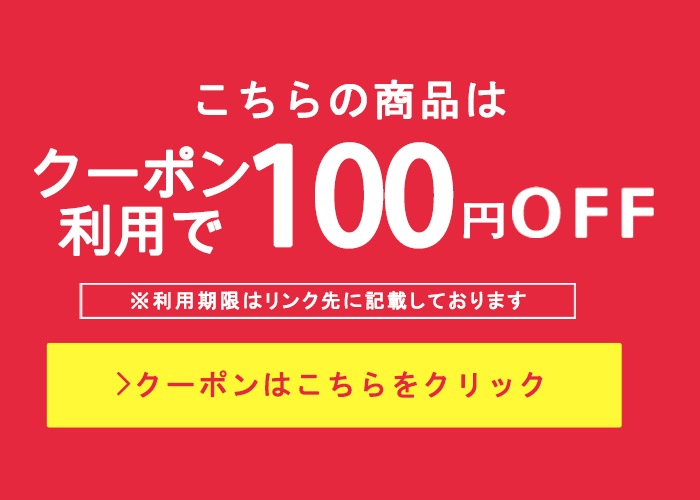 こちらの商品は
クーポン
利用で
100円OFF
※利用期限はリンク先に記載しております
>クーポンはこちらをクリック